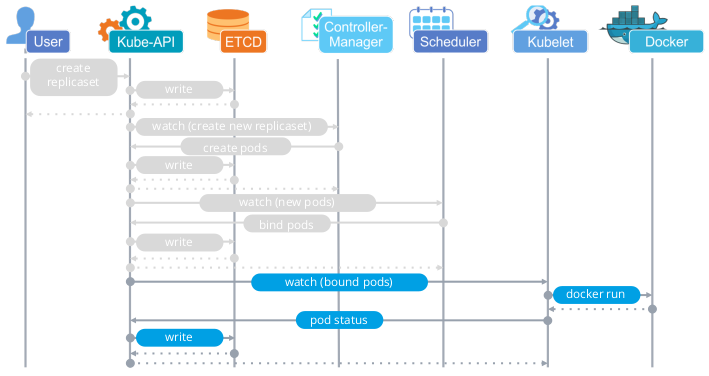 User
Kube-API
ETCD
Controller-
Manager
Scheduler
Kubelet
Docker
create
replicaset
write
watch (create new replicaset)
create pods
write
watch (new pods)
bind pods
write
watch (bound pods)
docker run
pod status
write